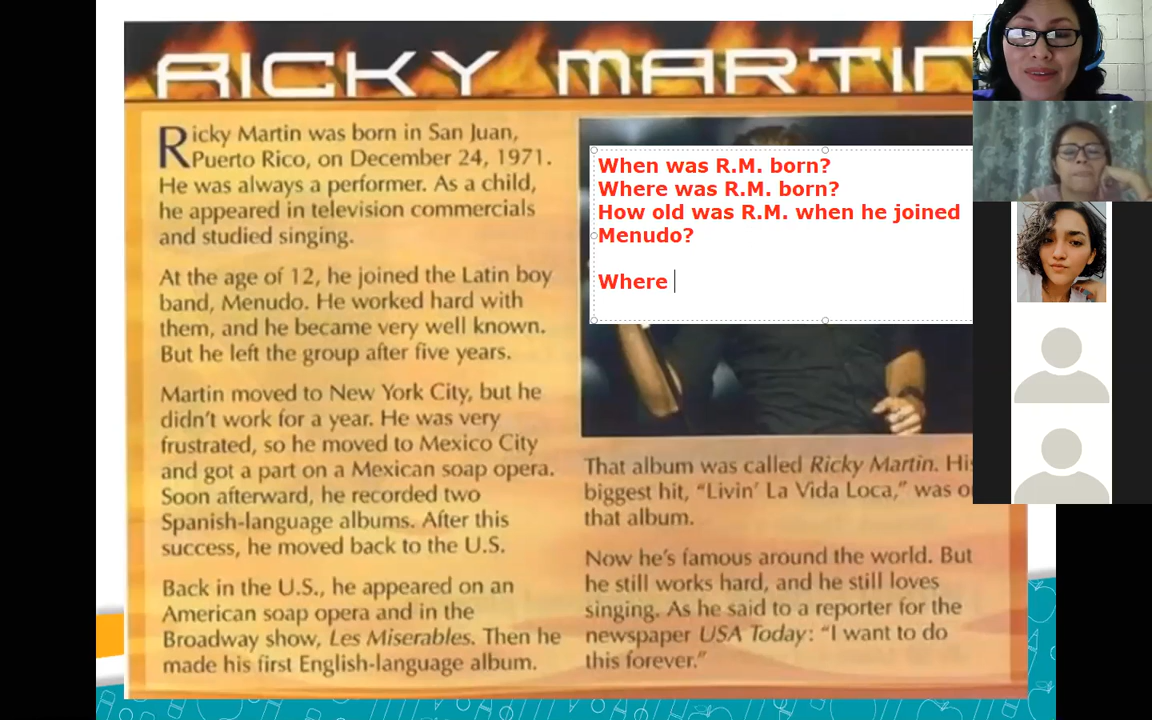 RICKY MARTIN
Ricky Martin was born in San Juan,
Puerto Rico, on December 24, 1971.
He was always a performer. As a child,
he appeared in television commercials
and studied singing.
At the age of 12, he joined the Latin boy
band, Menudo. He worked hard with
them, and he became very well known.
But he left the group after five years.
Martin moved to New York City, but he
didn't work for a year. He was very
frustrated, so he moved to Mexico City
and got a part on a Mexican soap opera.
Soon afterward, he recorded two
Spanish-language albums. After this
success, he moved back to the U.S.
Back in the U.S., he appeared on an
American soap opera and in the
Broadway show, Les Miserables. Then he
made his first English-language album.
When was R.M. born?
Where was R.M. born?
How old was R.M. when he joined
Menudo?
Where
That album was called Ricky Martin.
biggest hit, "Livin' La Vida Loca," was
that album.
Now he's famous around the world. But
he still works hard, and he still loves
singing. As he said to a reporter for the
newspaper USA Today: "I want to do
this forever."